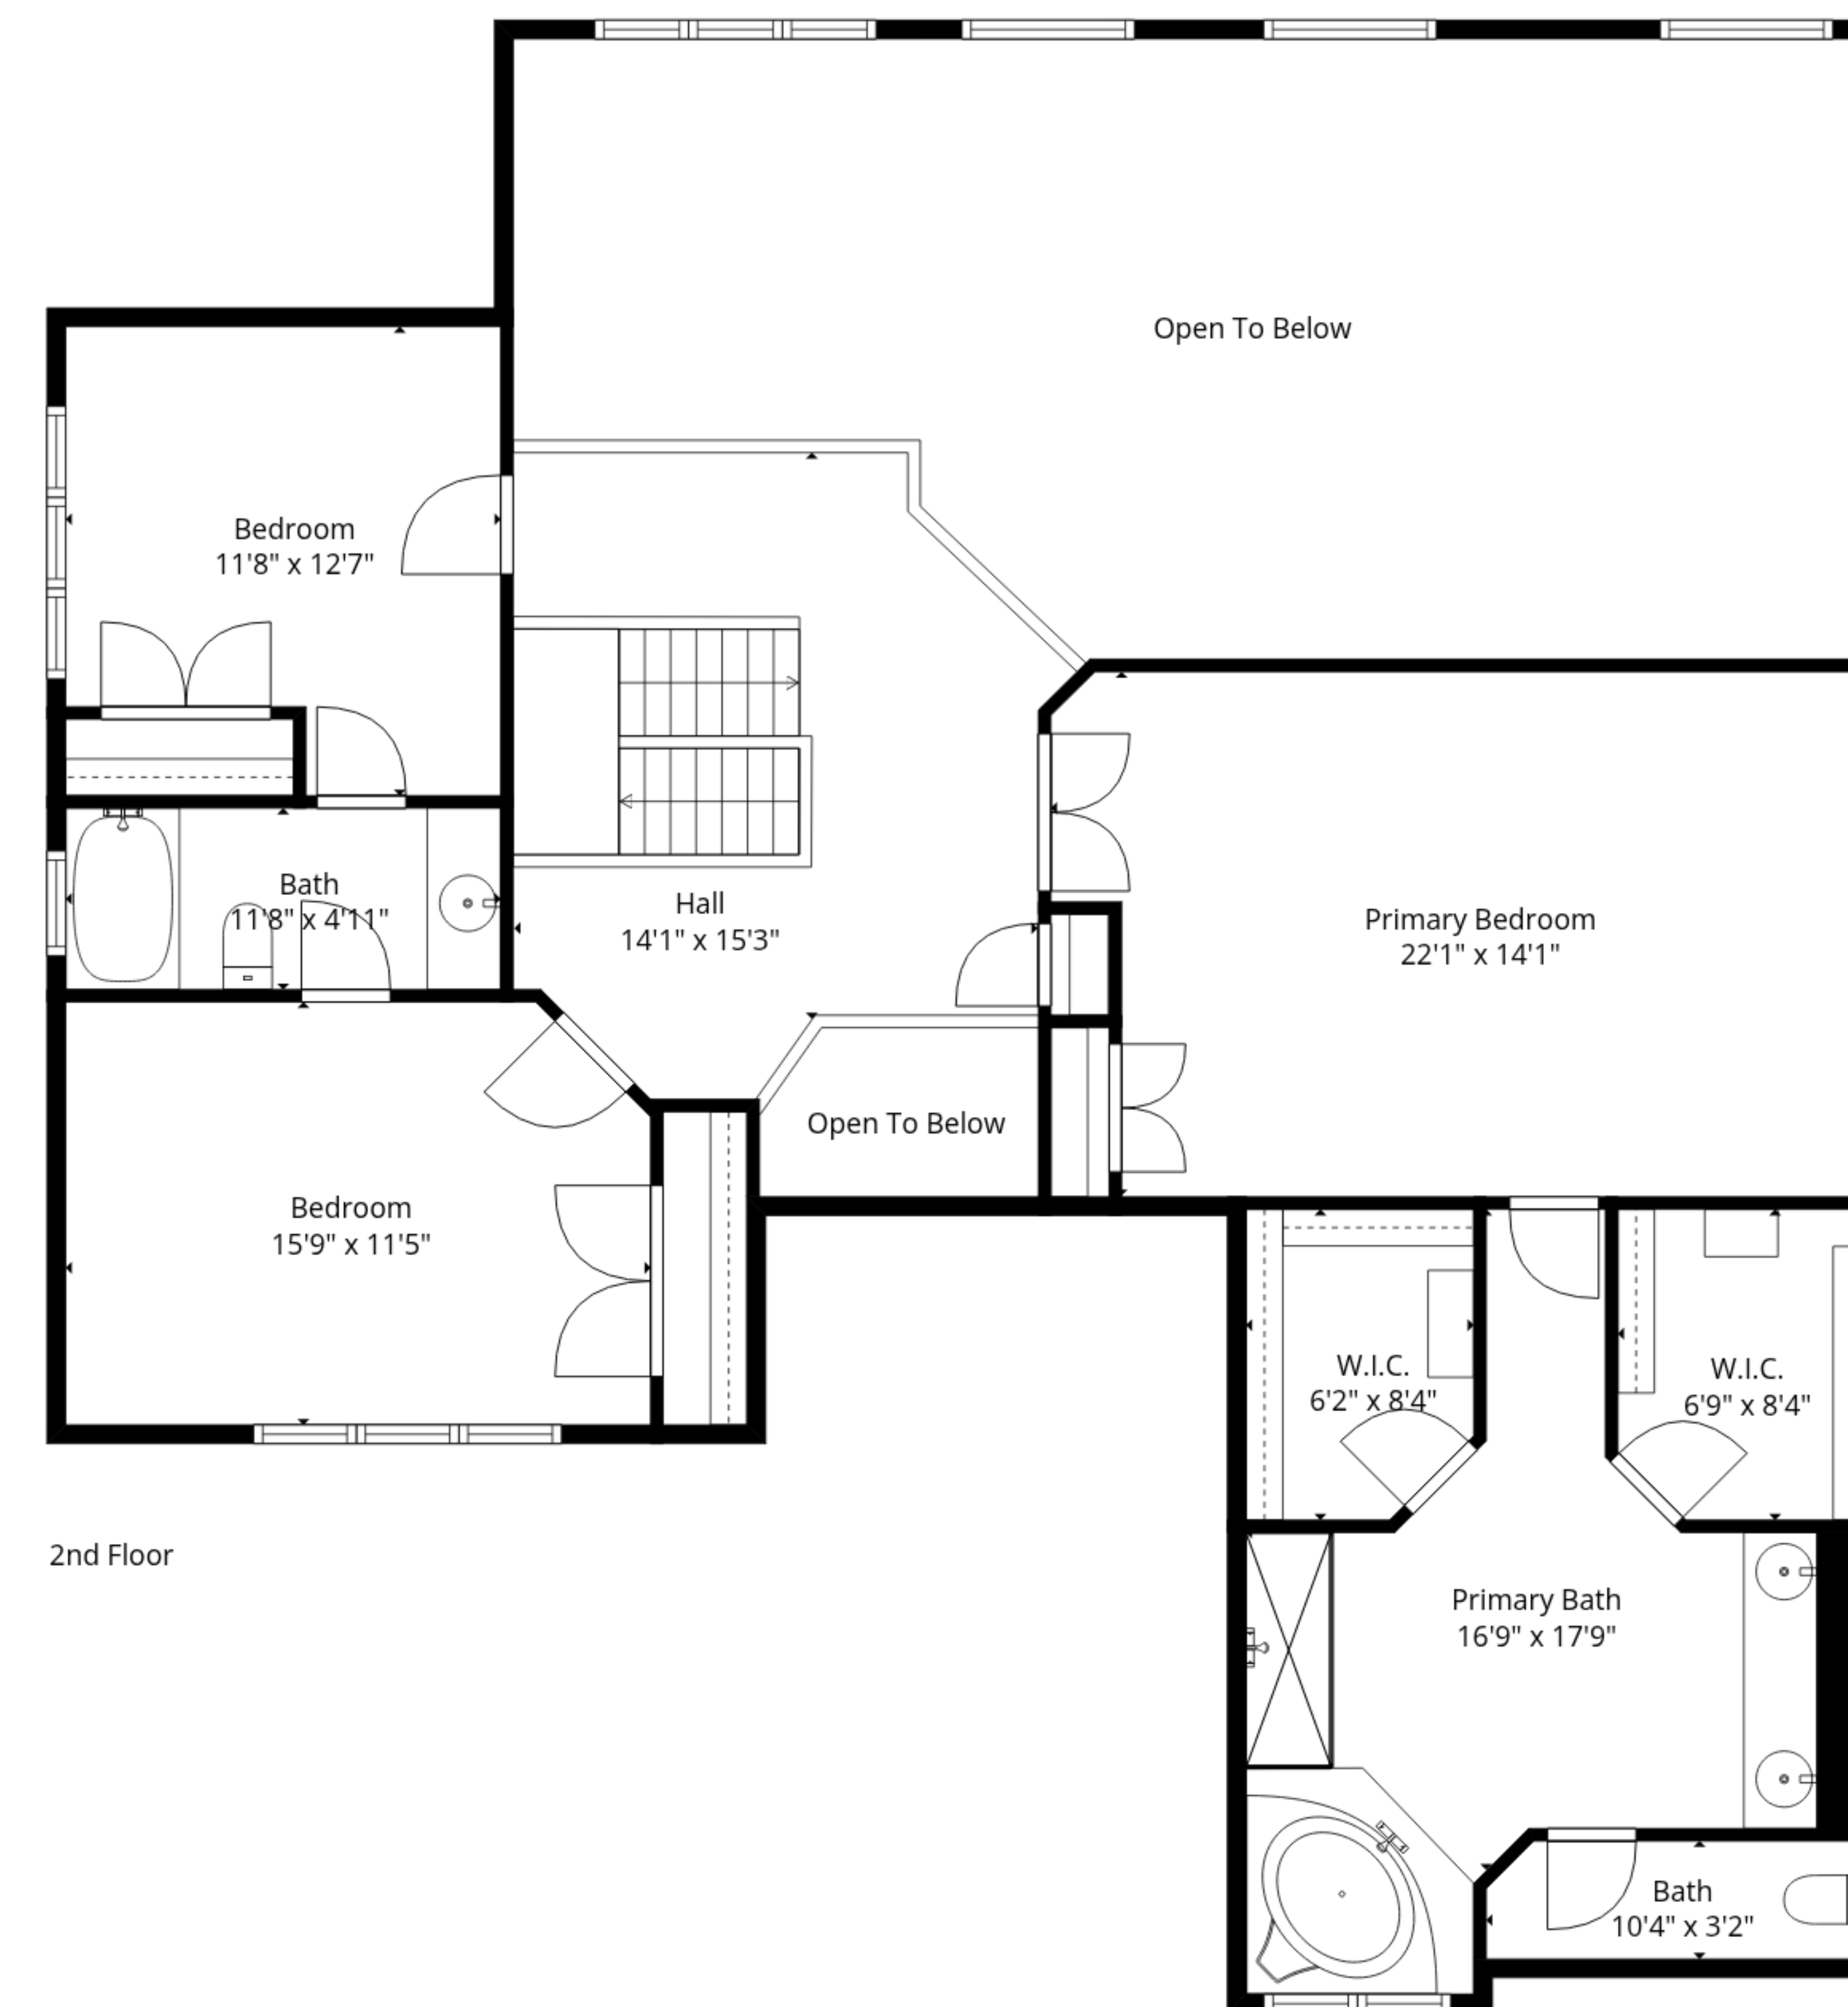 Open To Below
Bedroom
11'8" x 12'7"
Bath
11'8" x 4'11"
Hall
14'1" x 15'3"
Primary Bedroom
22'1" x 14'1"
Open To Below
Bedroom
15'9" x 11'5"
W.I.C.
6'2" x 8'4"
W.I.C.
6'9" x 8'4"
2nd Floor
Primary Bath
16'9" x 17'9"
Bath
10'4" x 3'2"